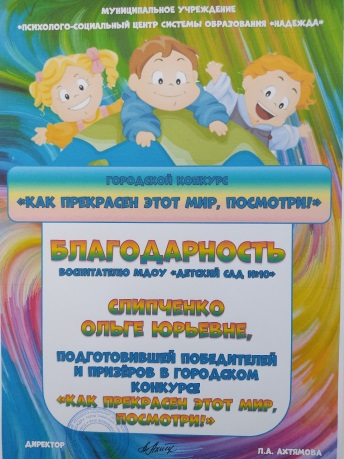 МУНИЦИПАЛЬНОЕ УЧРЕЖДЕНИЕ
"ПСИХОЛОГО-СОЦИАЛЬНЫЙ ЦЕНТР СИСТЕМЫ ОБРАЗОВАНИЯ «НАДЕЖДА»
ГОРОДСКОЙ КОНКУРС
«КАК ПРЕКРАСЕН ЭТОТ МИР, ПОСМОТРИ!»
БЛАГОДАРНОСТЬ
ВОСПИТАТЕЛЮ МДОУ «ДЕТСКИЙ САД №10»
СЛИПЧЕНКО
ОЛЬГЕ ЮРЬЕВНЕ,
ПОДГОТОВИВШЕЙ ПОБЕДИТЕЛЕЙ
И ПРИЗЁРОВ В ГОРОДСКОМ
КОНКУРСЕ
«КАК ПРЕКРАСЕН ЭТОТ МИР,
ПОСМОТРИ!»
ДИРЕКТОР
Л.А. АХТЯМОВА